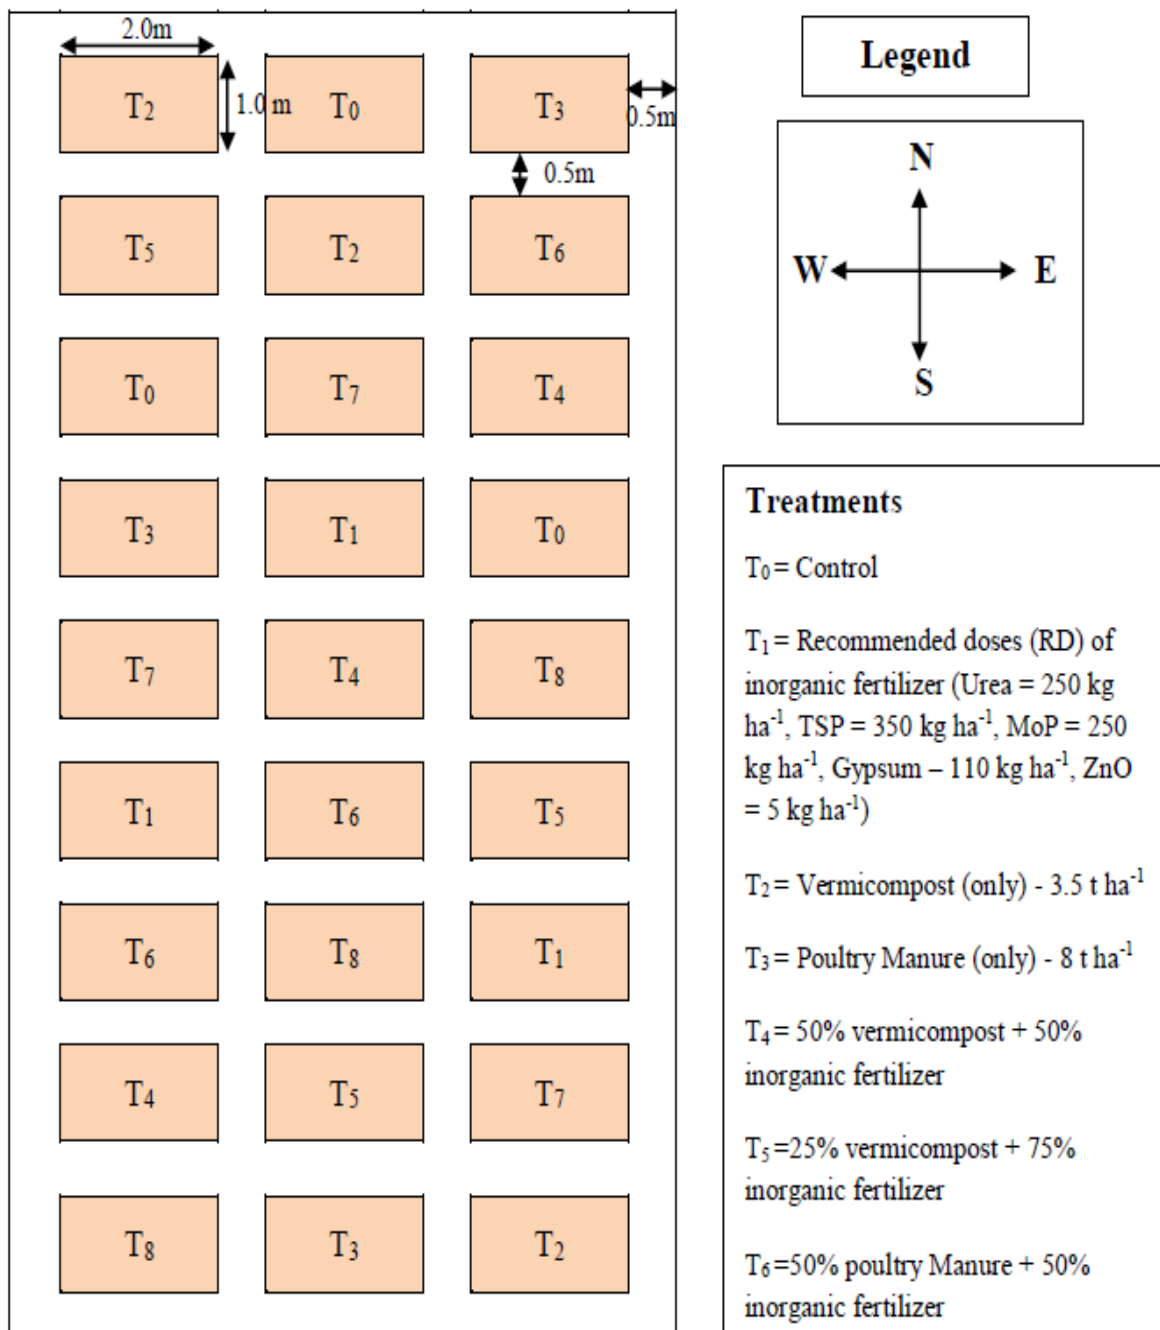 2.0m
T₂ 1.0 m T₀ T₃ 0.5m
0.5m
T₅ T₂ T₆
T₀ T₇ T₄
T₃ T₁ T₀
T₇ T₄ T₈
T₁ T₆ T₅
T₆ T₈ T₁
T₄ T₅ T₇
T₈ T₃ T₂
Legend
N
W E
S
Treatments
T₀ = Control
T₁ = Recommended doses (RD) of
inorganic fertilizer (Urea = 250 kg
ha⁻¹, TSP = 350 kg ha⁻¹, MoP = 250
kg ha⁻¹, Gypsum – 110 kg ha⁻¹, ZnO
= 5 kg ha⁻¹)
T₂ = Vermicompost (only) - 3.5 t ha⁻¹
T₃ = Poultry Manure (only) - 8 t ha⁻¹
T₄ = 50% vermicompost + 50%
inorganic fertilizer
T₅ =25% vermicompost + 75%
inorganic fertilizer
T₆ =50% poultry Manure + 50%
inorganic fertilizer